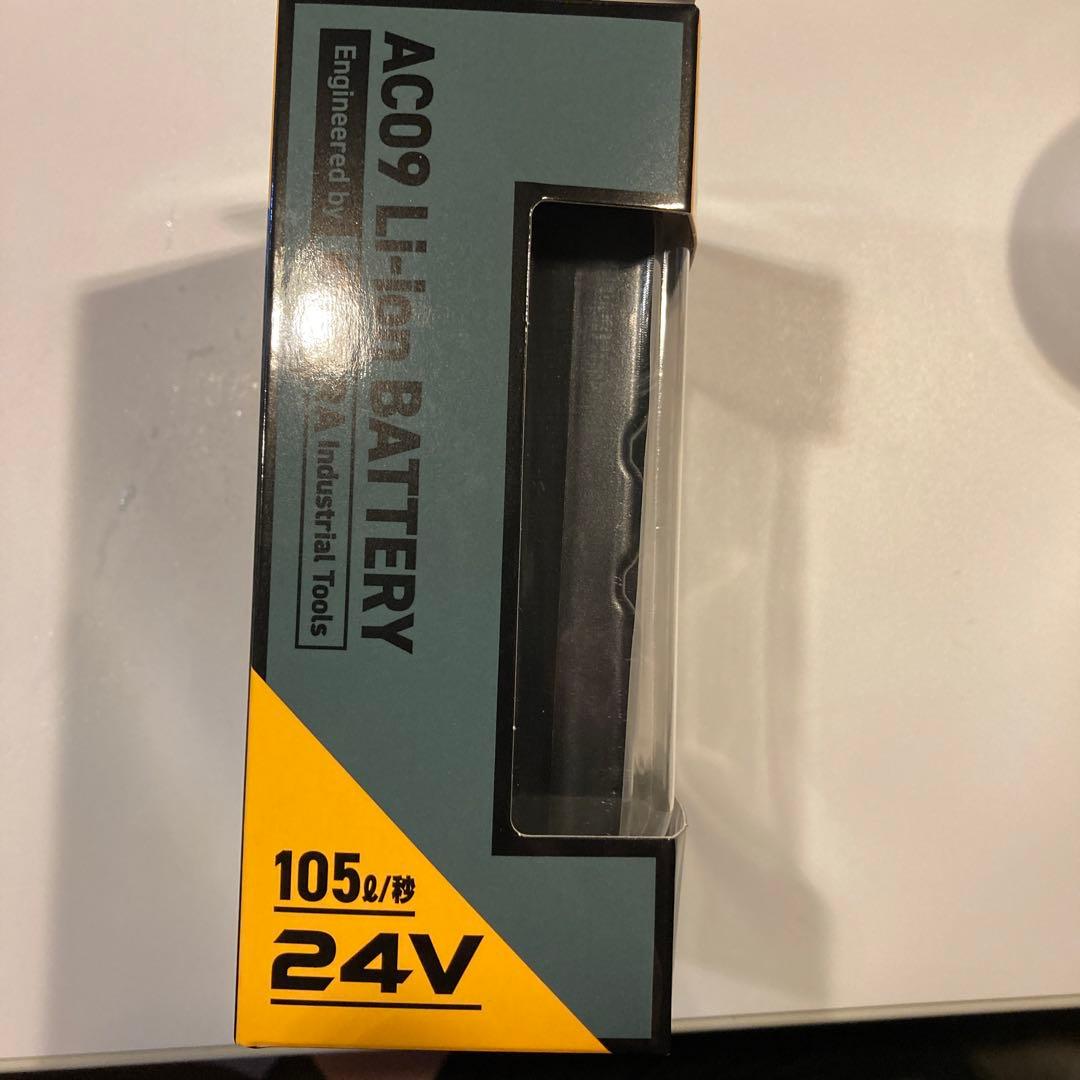 AC09 Li-Ion BATTERY
Engineered by
Industrial Tools
105ℓ/秒
24V